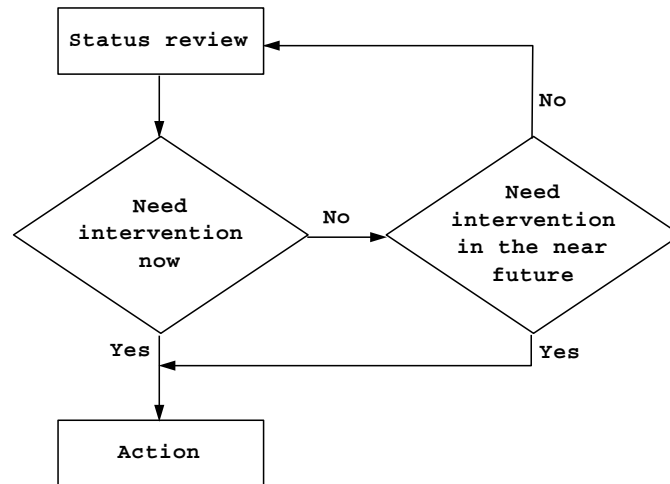 Status review
No
Need
intervention
now
No
Need
intervention
in the near
future
Yes
Yes
Action